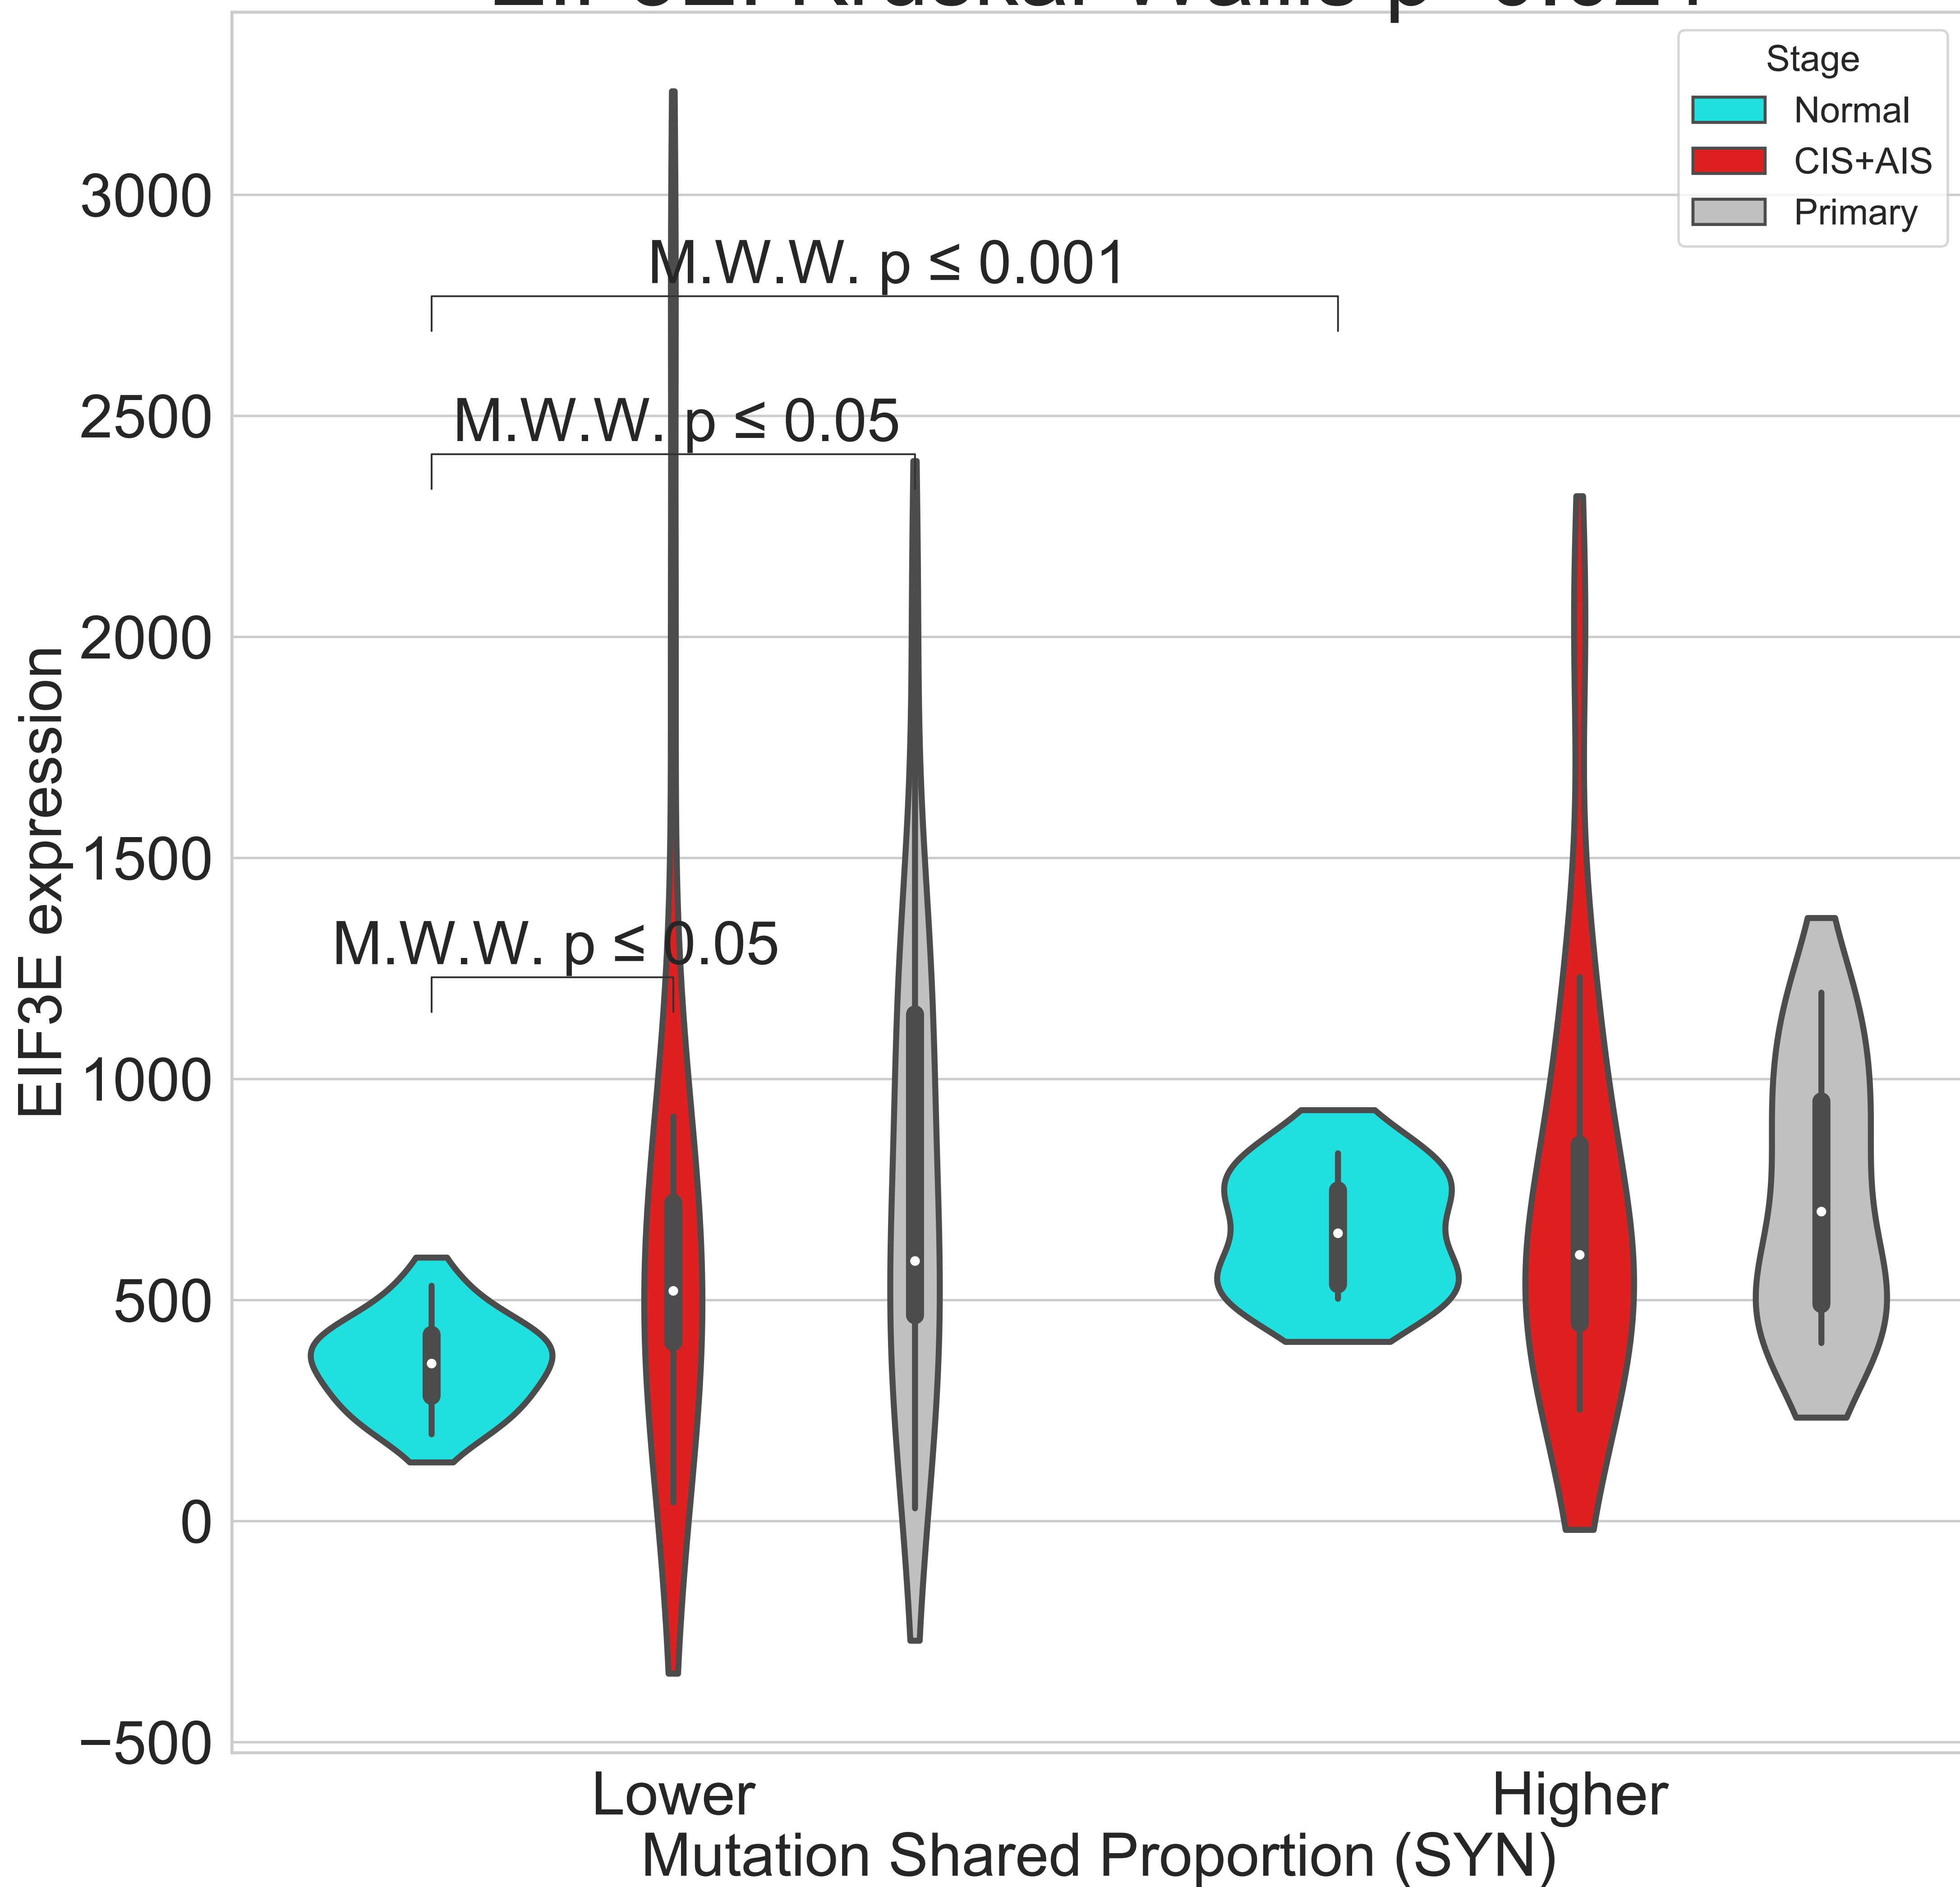 Stage
Normal
CIS+AIS
Primary
3000
2500
2000
1500
1000
500
0
−500
EIF3E expression
M.W.W. p ≤ 0.001
M.W.W. p ≤ 0.05
M.W.W. p ≤ 0.05
Lower
Higher
Mutation Shared Proportion (SYN)